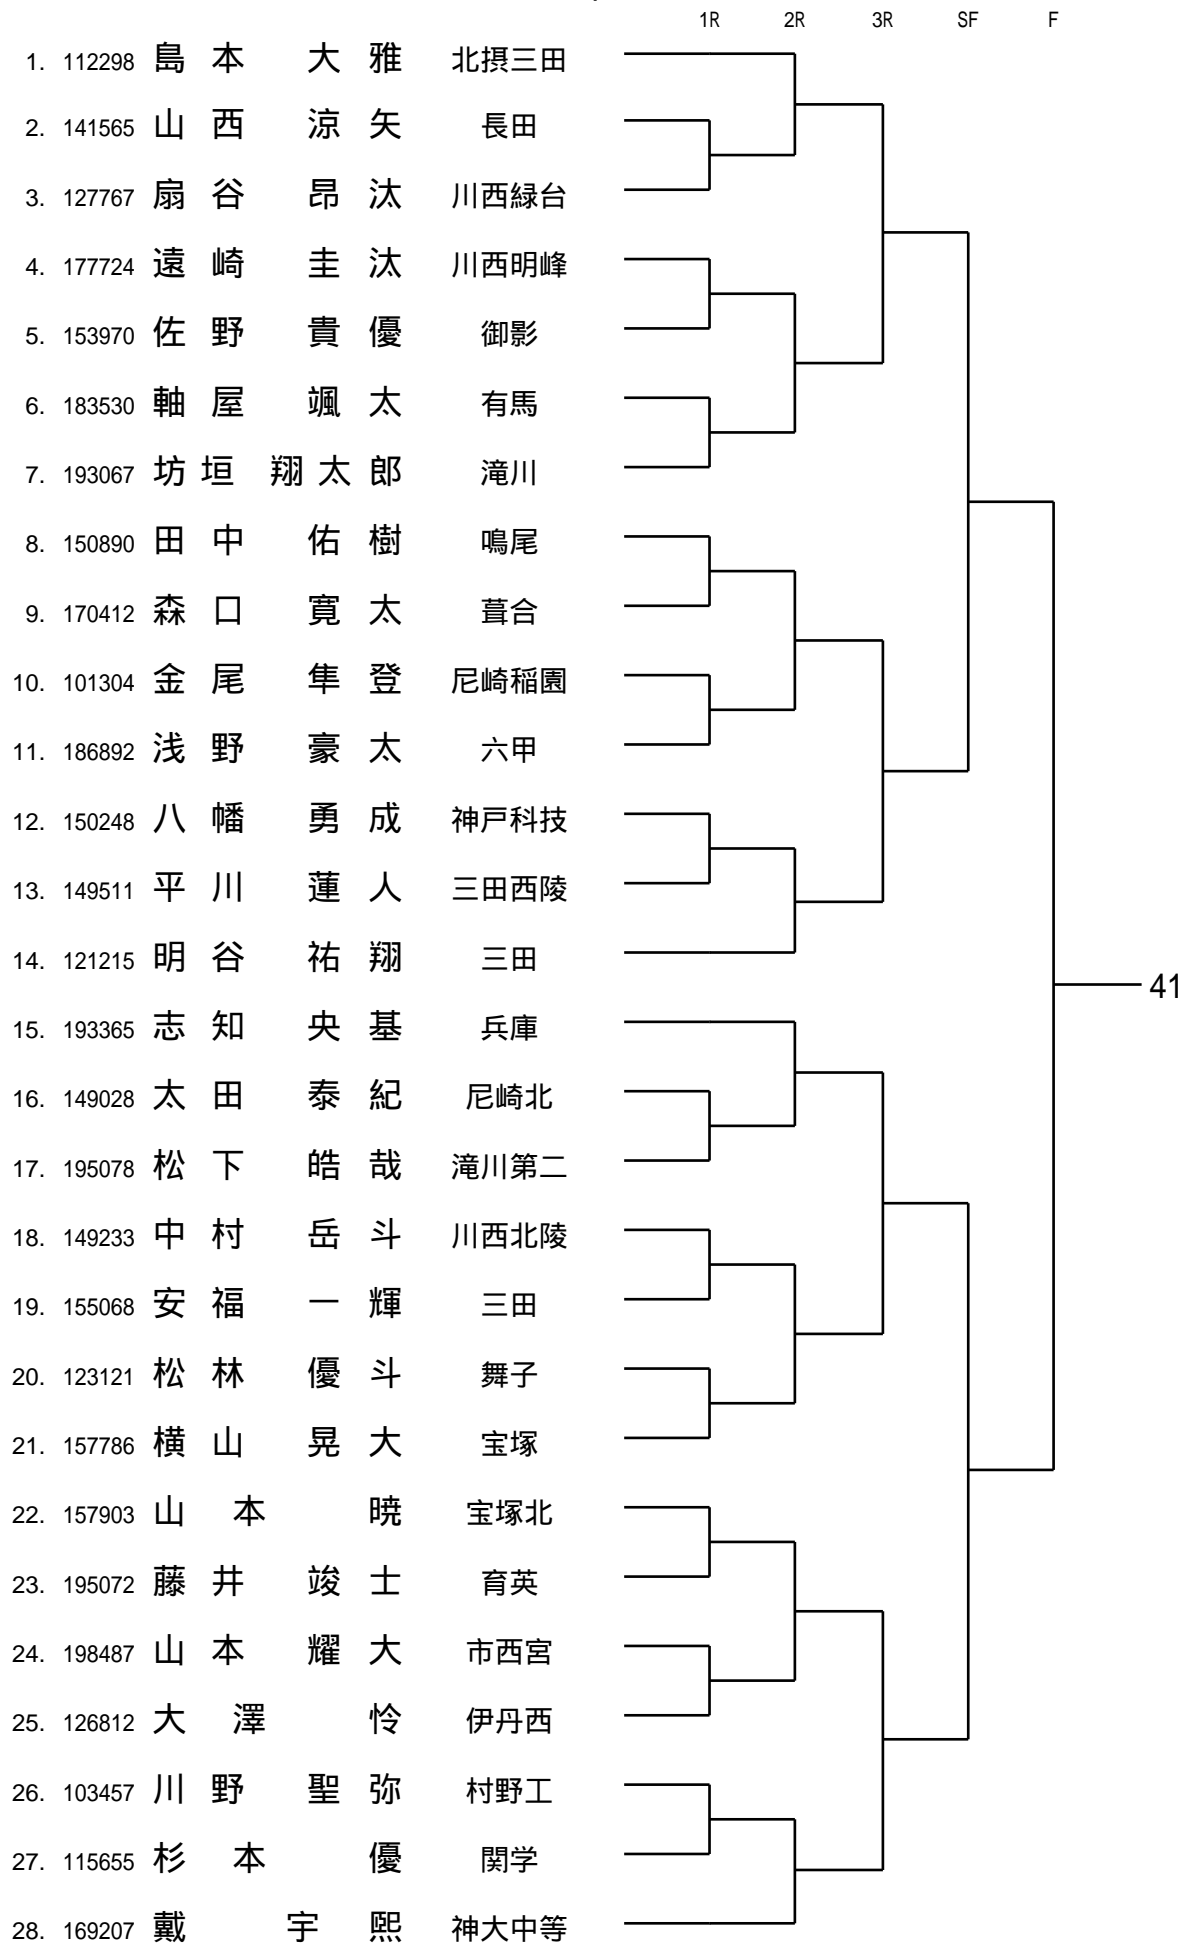 1R 2R 3R SF F
1. 112298 島本 大雅 北摂三田
2. 141565 山西 涼矢 長田
3. 127767 扇谷 昂汰 川西緑台
4. 177724 遠崎 圭汰 川西明峰
5. 153970 佐野 貴優 御影
6. 183530 軸屋 颯太 有馬
7. 193067 坊垣 翔太郎 滝川
8. 150890 田中 佑樹 鳴尾
9. 170412 森口 寛太 葺合
10. 101304 金尾 隼登 尼崎稲園
11. 186892 浅野 豪太 六甲
12. 150248 八幡 勇成 神戸科技
13. 149511 平川 蓮人 三田西陵
14. 121215 明谷 祐翔 三田
41
15. 193365 志知 央基 兵庫
16. 149028 太田 泰紀 尼崎北
17. 195078 松下 皓哉 滝川第二
18. 149233 中村 岳斗 川西北陵
19. 155068 安福 一輝 三田
20. 123121 松林 優斗 舞子
21. 157786 横山 晃大 宝塚
22. 157903 山本 暁 宝塚北
23. 195072 藤井 竣士 育英
24. 198487 山本 耀大 市西宮
25. 126812 大澤 怜 伊丹西
26. 103457 川野 聖弥 村野工
27. 115655 杉本 優 関学
28. 169207 戴 宇熙 神大中等